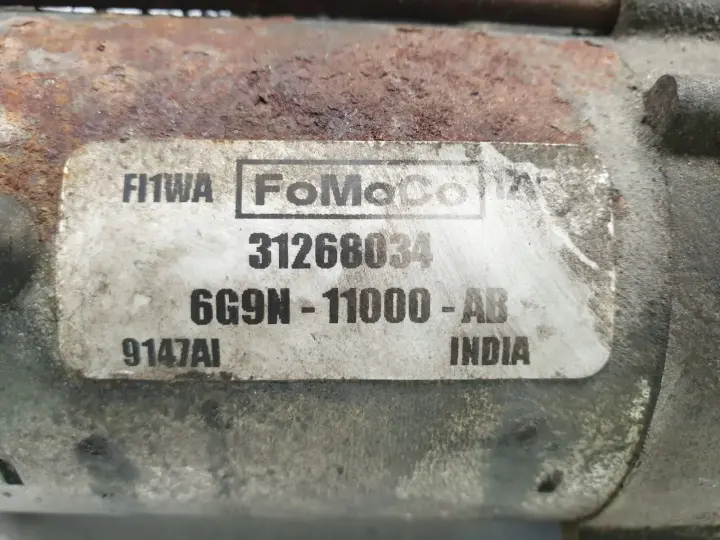 FI1WA FoMoCo
31268034
6G9N - 11000 - AB
9147AI INDIA